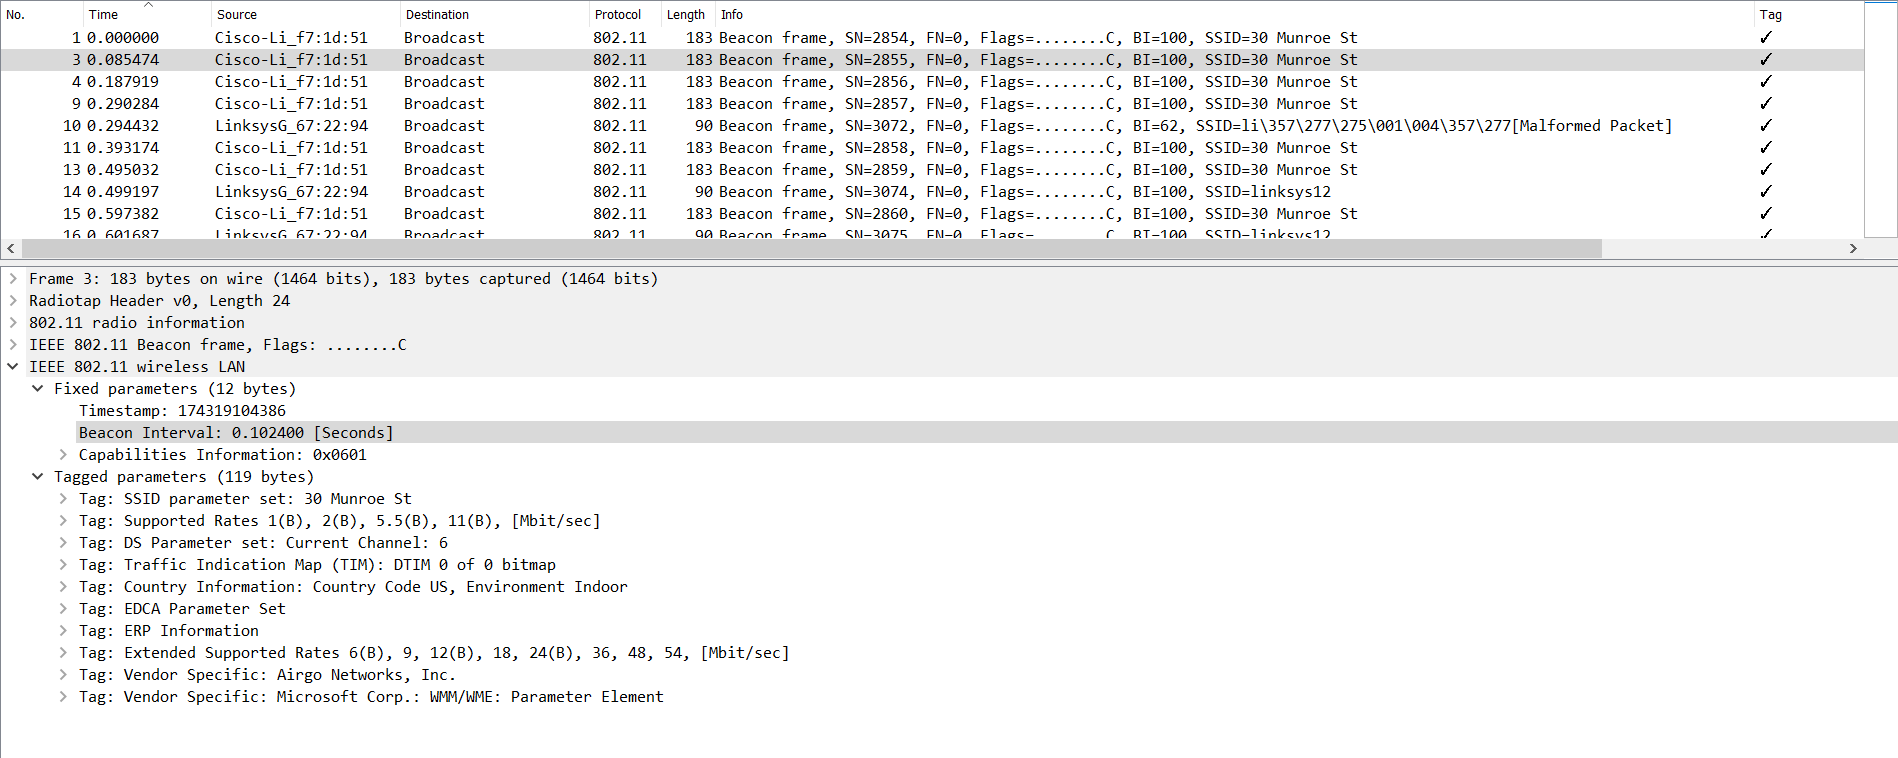 No. Time Source Destination Protocol Length Info Tag
1 0.000000 Cisco-Li_f7:1d:51 Broadcast 802.11 183 Beacon frame, SN=2854, FN=0, Flags=........C, BI=100, SSID=30 Munroe St ✓
3 0.085474 Cisco-Li_f7:1d:51 Broadcast 802.11 183 Beacon frame, SN=2855, FN=0, Flags=........C, BI=100, SSID=30 Munroe St ✓
4 0.187919 Cisco-Li_f7:1d:51 Broadcast 802.11 183 Beacon frame, SN=2856, FN=0, Flags=........C, BI=100, SSID=30 Munroe St ✓
9 0.290284 Cisco-Li_f7:1d:51 Broadcast 802.11 183 Beacon frame, SN=2857, FN=0, Flags=........C, BI=100, SSID=30 Munroe St ✓
10 0.294432 LinksysG_67:22:94 Broadcast 802.11 90 Beacon frame, SN=3072, FN=0, Flags=........C, BI=62, SSID=li\357\277\275\001\004\357\277[Malformed Packet] ✓
11 0.393174 Cisco-Li_f7:1d:51 Broadcast 802.11 183 Beacon frame, SN=2858, FN=0, Flags=........C, BI=100, SSID=30 Munroe St ✓
13 0.495032 Cisco-Li_f7:1d:51 Broadcast 802.11 183 Beacon frame, SN=2859, FN=0, Flags=........C, BI=100, SSID=30 Munroe St ✓
14 0.499197 LinksysG_67:22:94 Broadcast 802.11 90 Beacon frame, SN=3074, FN=0, Flags=........C, BI=100, SSID=linksys12 ✓
15 0.597382 Cisco-Li_f7:1d:51 Broadcast 802.11 183 Beacon frame, SN=2860, FN=0, Flags=........C, BI=100, SSID=30 Munroe St ✓
16 0.601687 LinksysG_67:22:94 Broadcast 802.11 90 Beacon frame, SN=3075, FN=0, Flags=........C, BI=100, SSID=linksys12 ✓
Frame 3: 183 bytes on wire (1464 bits), 183 bytes captured (1464 bits)
Radiotap Header v0, Length 24
802.11 radio information
IEEE 802.11 Beacon frame, Flags: ........C
IEEE 802.11 wireless LAN
Fixed parameters (12 bytes)
Timestamp: 174319104386
Beacon Interval: 0.102400 [Seconds]
Capabilities Information: 0x0601
Tagged parameters (119 bytes)
Tag: SSID parameter set: 30 Munroe St
Tag: Supported Rates 1(B), 2(B), 5.5(B), 11(B), [Mbit/sec]
Tag: DS Parameter set: Current Channel: 6
Tag: Traffic Indication Map (TIM): DTIM 0 of 0 bitmap
Tag: Country Information: Country Code US, Environment Indoor
Tag: EDCA Parameter Set
Tag: ERP Information
Tag: Extended Supported Rates 6(B), 9, 12(B), 18, 24(B), 36, 48, 54, [Mbit/sec]
Tag: Vendor Specific: Airgo Networks, Inc.
Tag: Vendor Specific: Microsoft Corp.: WMM/WME: Parameter Element